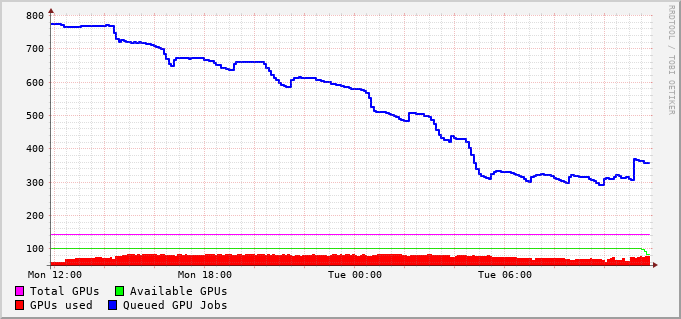 800
700
600
500
400
300
200
100
Mon 12:00 Mon 18:00 Tue 00:00 Tue 06:00
Total GPUs Available GPUs
GPUs used Queued GPU Jobs
RRDTOOL / TOBI OETIKER